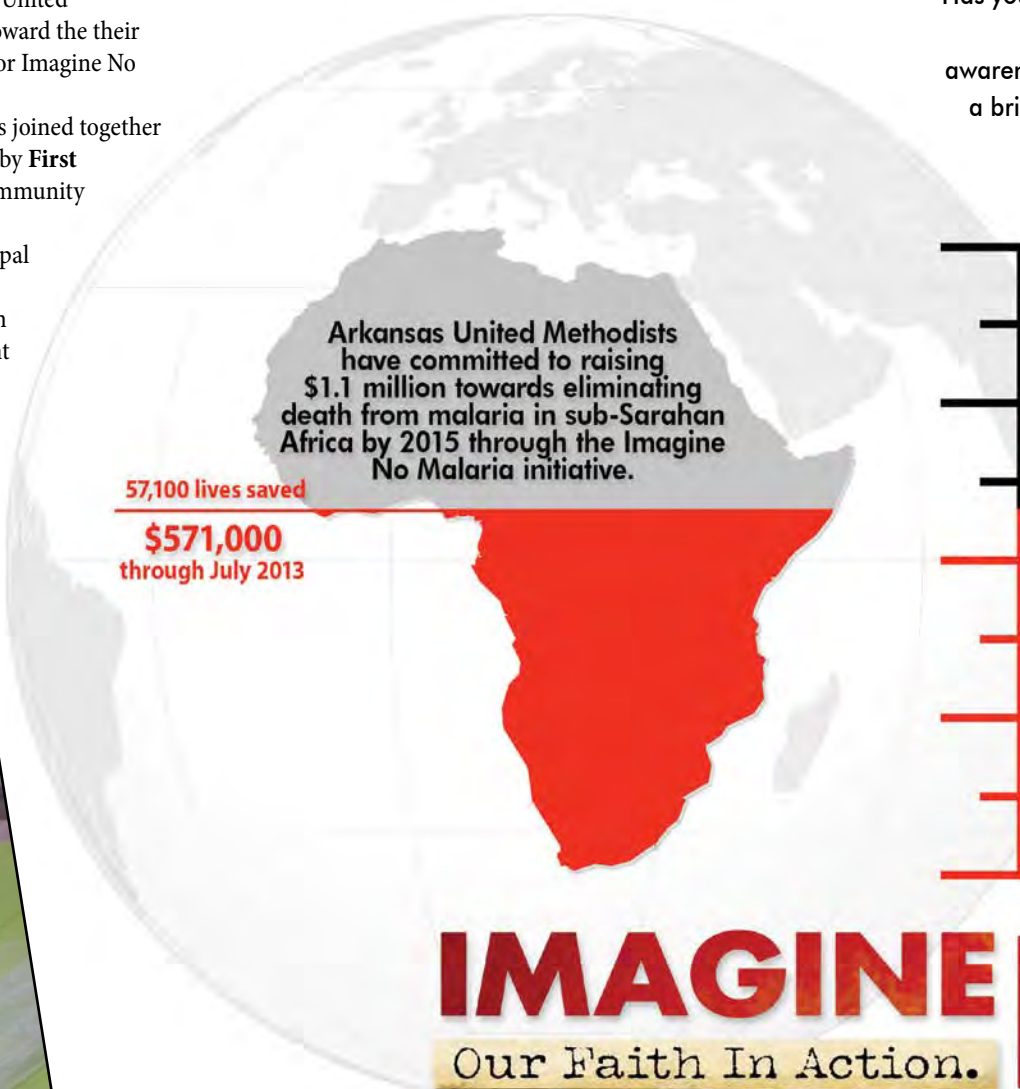 United
oward the their
or Imagine No
s joined together
by First
mmunity
pal
n
nt
awaren
a bri
Arkansas United Methodists
have committed to raising
$1.1 million towards eliminating
death from malaria in sub-Sarahan
Africa by 2015 through the Imagine
No Malaria initiative.
57,100 lives saved
$571,000
through July 2013
IMAGINE
Our Faith In Action.